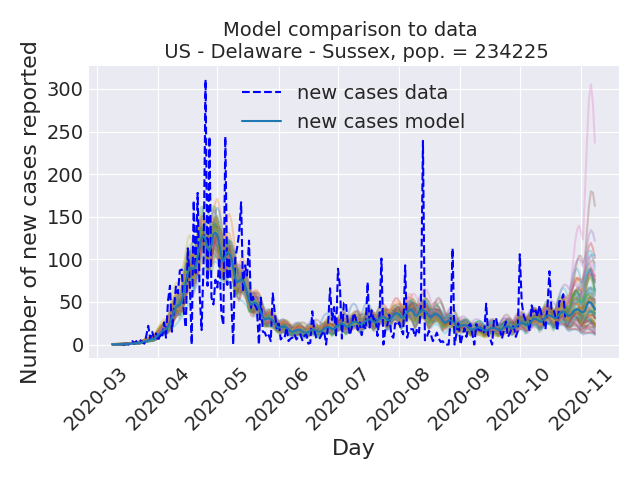 Model comparison to data
US - Delaware - Sussex, pop. = 234225
Number of new cases reported
300
250
200
150
100
50
0
new cases data
new cases model
2020-03
2020-04
2020-05
2020-06
2020-07
2020-08
2020-09
2020-10
2020-11
Day